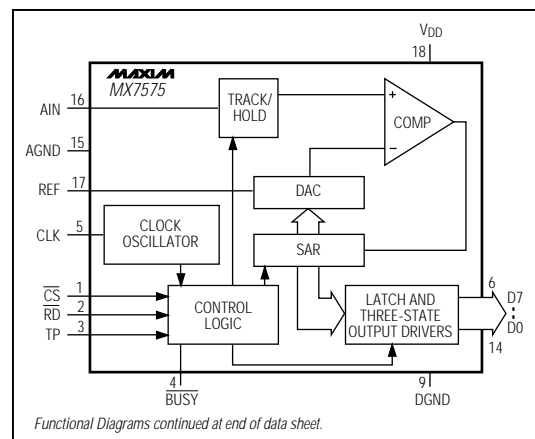 VDD
18
MAXIM
MX7575
16
AIN
TRACK/
HOLD
+
COMP
−
15
AGND
17
REF
DAC
5
CLK
CLOCK
OSCILLATOR
SAR
1
CS
2
RD
3
TP
CONTROL
LOGIC
LATCH AND
THREE-STATE
OUTPUT DRIVERS
6
D7
D0
14
4
BUSY
9
DGND
Functional Diagrams continued at end of data sheet.